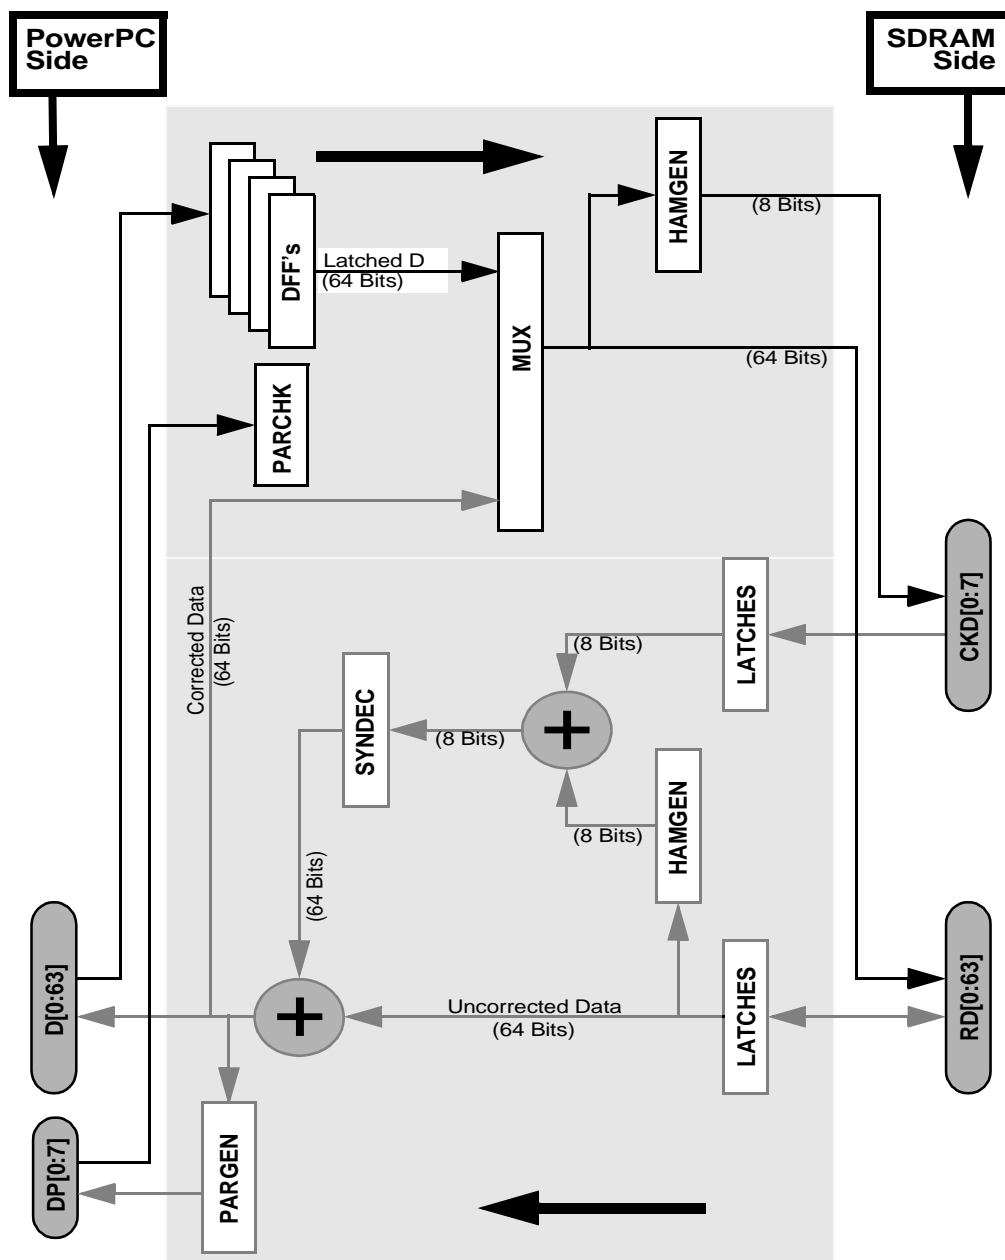 PowerPC
Side
SDRAM
Side
HAMGEN
(8 Bits)
DFF's
Latched D
(64 Bits)
MUX
(64 Bits)
PARCHK
Corrected Data
(64 Bits)
LATCHES
CKD[0:7]
(8 Bits)
SYNDEC
(8 Bits)
+
HAMGEN
(8 Bits)
(64 Bits)
D[0:63]
+
Uncorrected Data
(64 Bits)
LATCHES
RD[0:63]
DP[0:7]
PARGEN